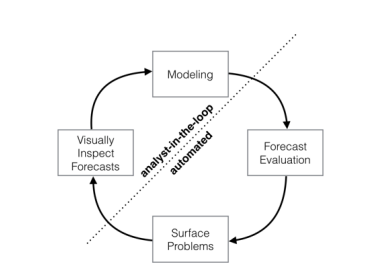 Modeling
Visually
Inspect
Forecasts
analyst-in-the-loop
automated
Forecast
Evaluation
Surface
Problems